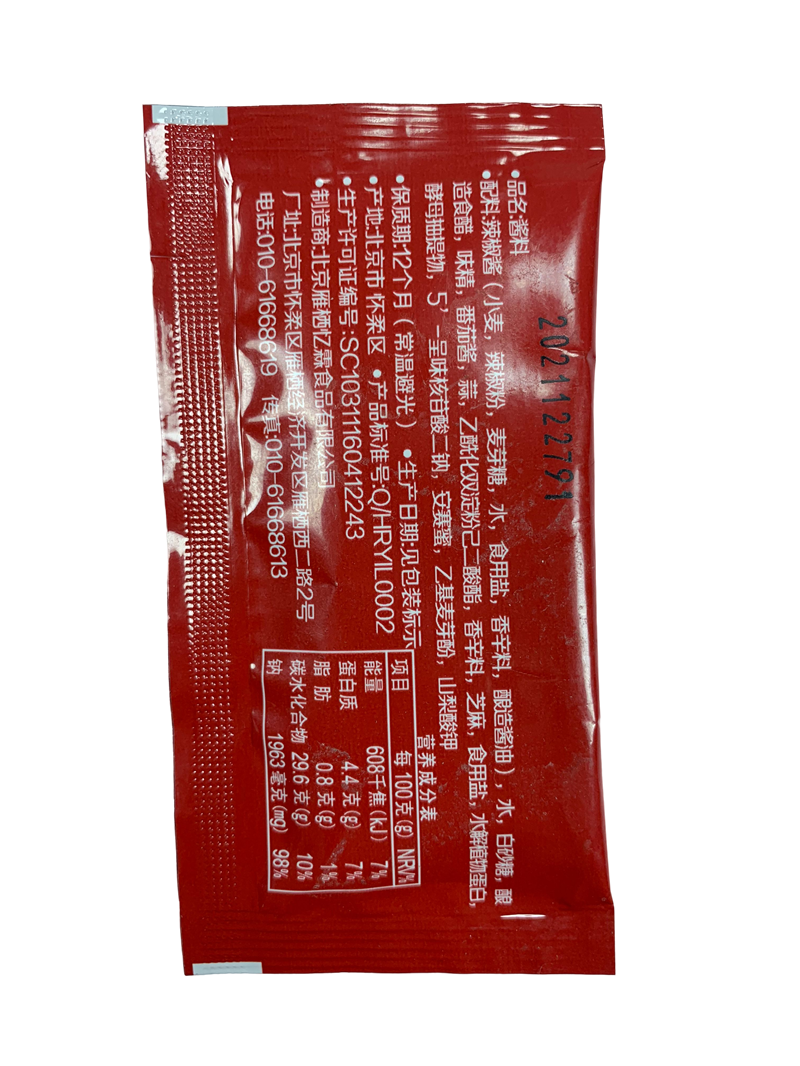 2021122791
•品名:酱料
•配料:辣椒酱（小麦，辣椒粉，麦芽糖，水，食用盐，香辛料，酿造酱油），水，白砂糖，酿
造食醋，味精，番茄酱，蒜，乙酰化双淀粉己二酸酯，香辛料，芝麻，食用盐，水解植物蛋白，
酵母抽提物，5’-呈味核苷酸二钠，安赛蜜，乙基麦芽酚，山梨酸钾
•保质期:12个月（常温避光） •生产日期:见包装标示
•产地:北京市 怀柔区 •产品标准号:Q/HRYIL0002
•生产许可证编号:SC10311160412243
•制造商:北京雁栖忆霖食品有限公司
厂址:北京市怀柔区雁栖经济开发区雁栖西二路2号
电话:010-61668619 传真:010-61668613
营养成分表
项目 每100克(g) NRV%
能量 608千焦(kJ) 7%
蛋白质 4.4克(g) 7%
脂肪 0.8克(g) 1%
碳水化合物 29.6克(g) 10%
钠 1963毫克(mg) 98%